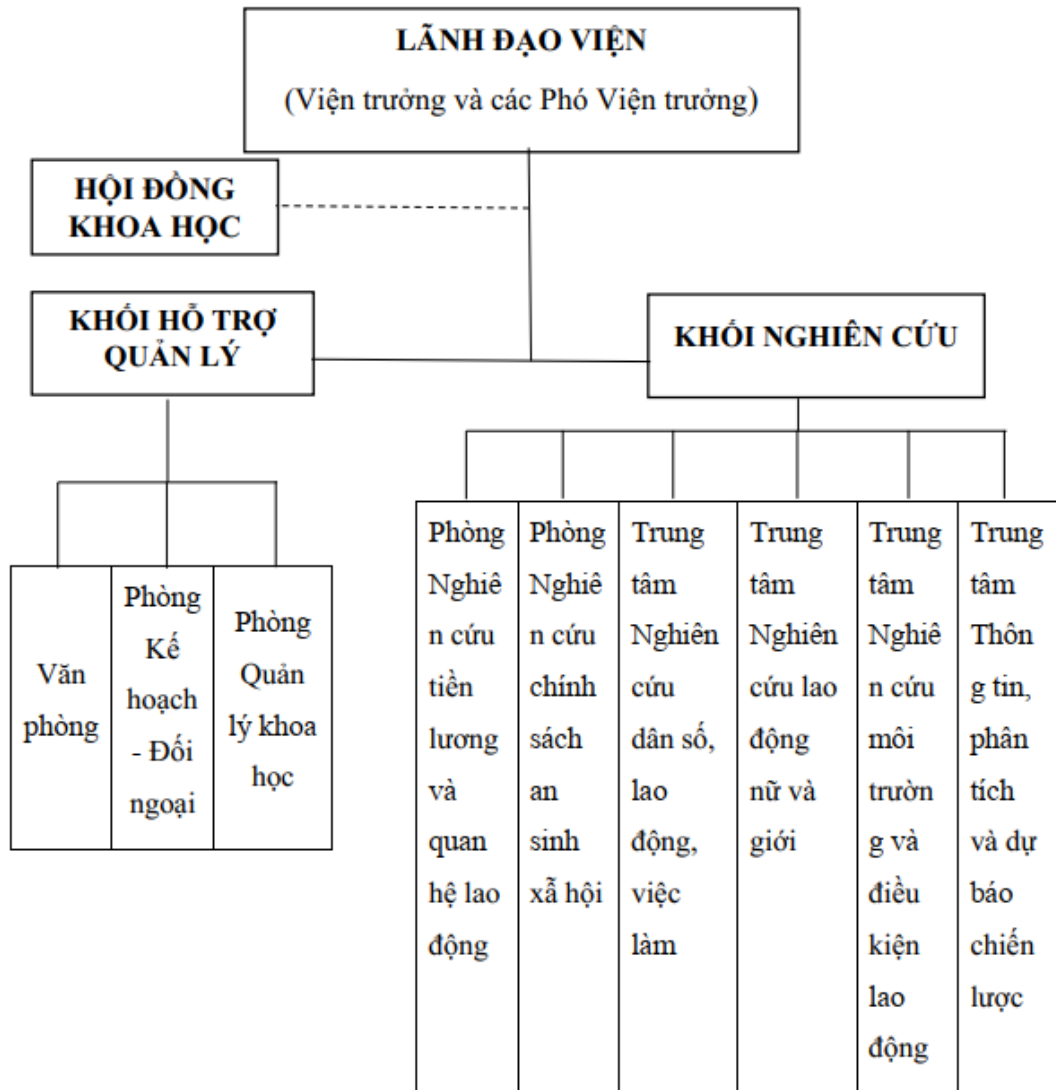 LÃNH ĐẠO VIỆN
(Viện trưởng và các Phó Viện trưởng)
HỘI ĐỒNG
KHOA HỌC
KHỐI HỖ TRỢ
QUẢN LÝ
KHỐI NGHIÊN CỨU
Văn
phòng
Phòng
Kế
hoạch
- Đối
ngoại
Phòng
Quản
lý khoa
học
Phòng
Nghiê
n cứu
tiền
lương
và
quan
hệ lao
động
Phòng
Nghiê
n cứu
chính
sách
an
sinh
xẫ hội
Trung
tâm
Nghiên
cứu
dân số,
lao
động,
việc
làm
Trung
tâm
Nghiên
cứu lao
động
nữ và
giới
Trung
tâm
Nghiê
n cứu
môi
trườn
g và
điều
kiện
lao
động
Trung
tâm
Thôn
g tin,
phân
tích
và dự
báo
chiến
lược